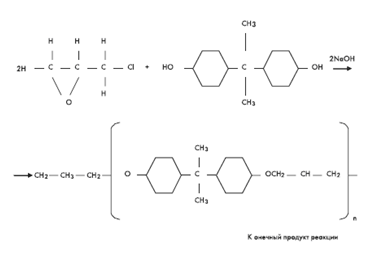 CH3
H H H
2H — C — C — C — Cl + HO C OH 2NaOH
O H
CH3
CH3
CH2 — CH3 — CH2 O C OCH2 — CH — CH2
CH3
n
К онечный продукт реакции